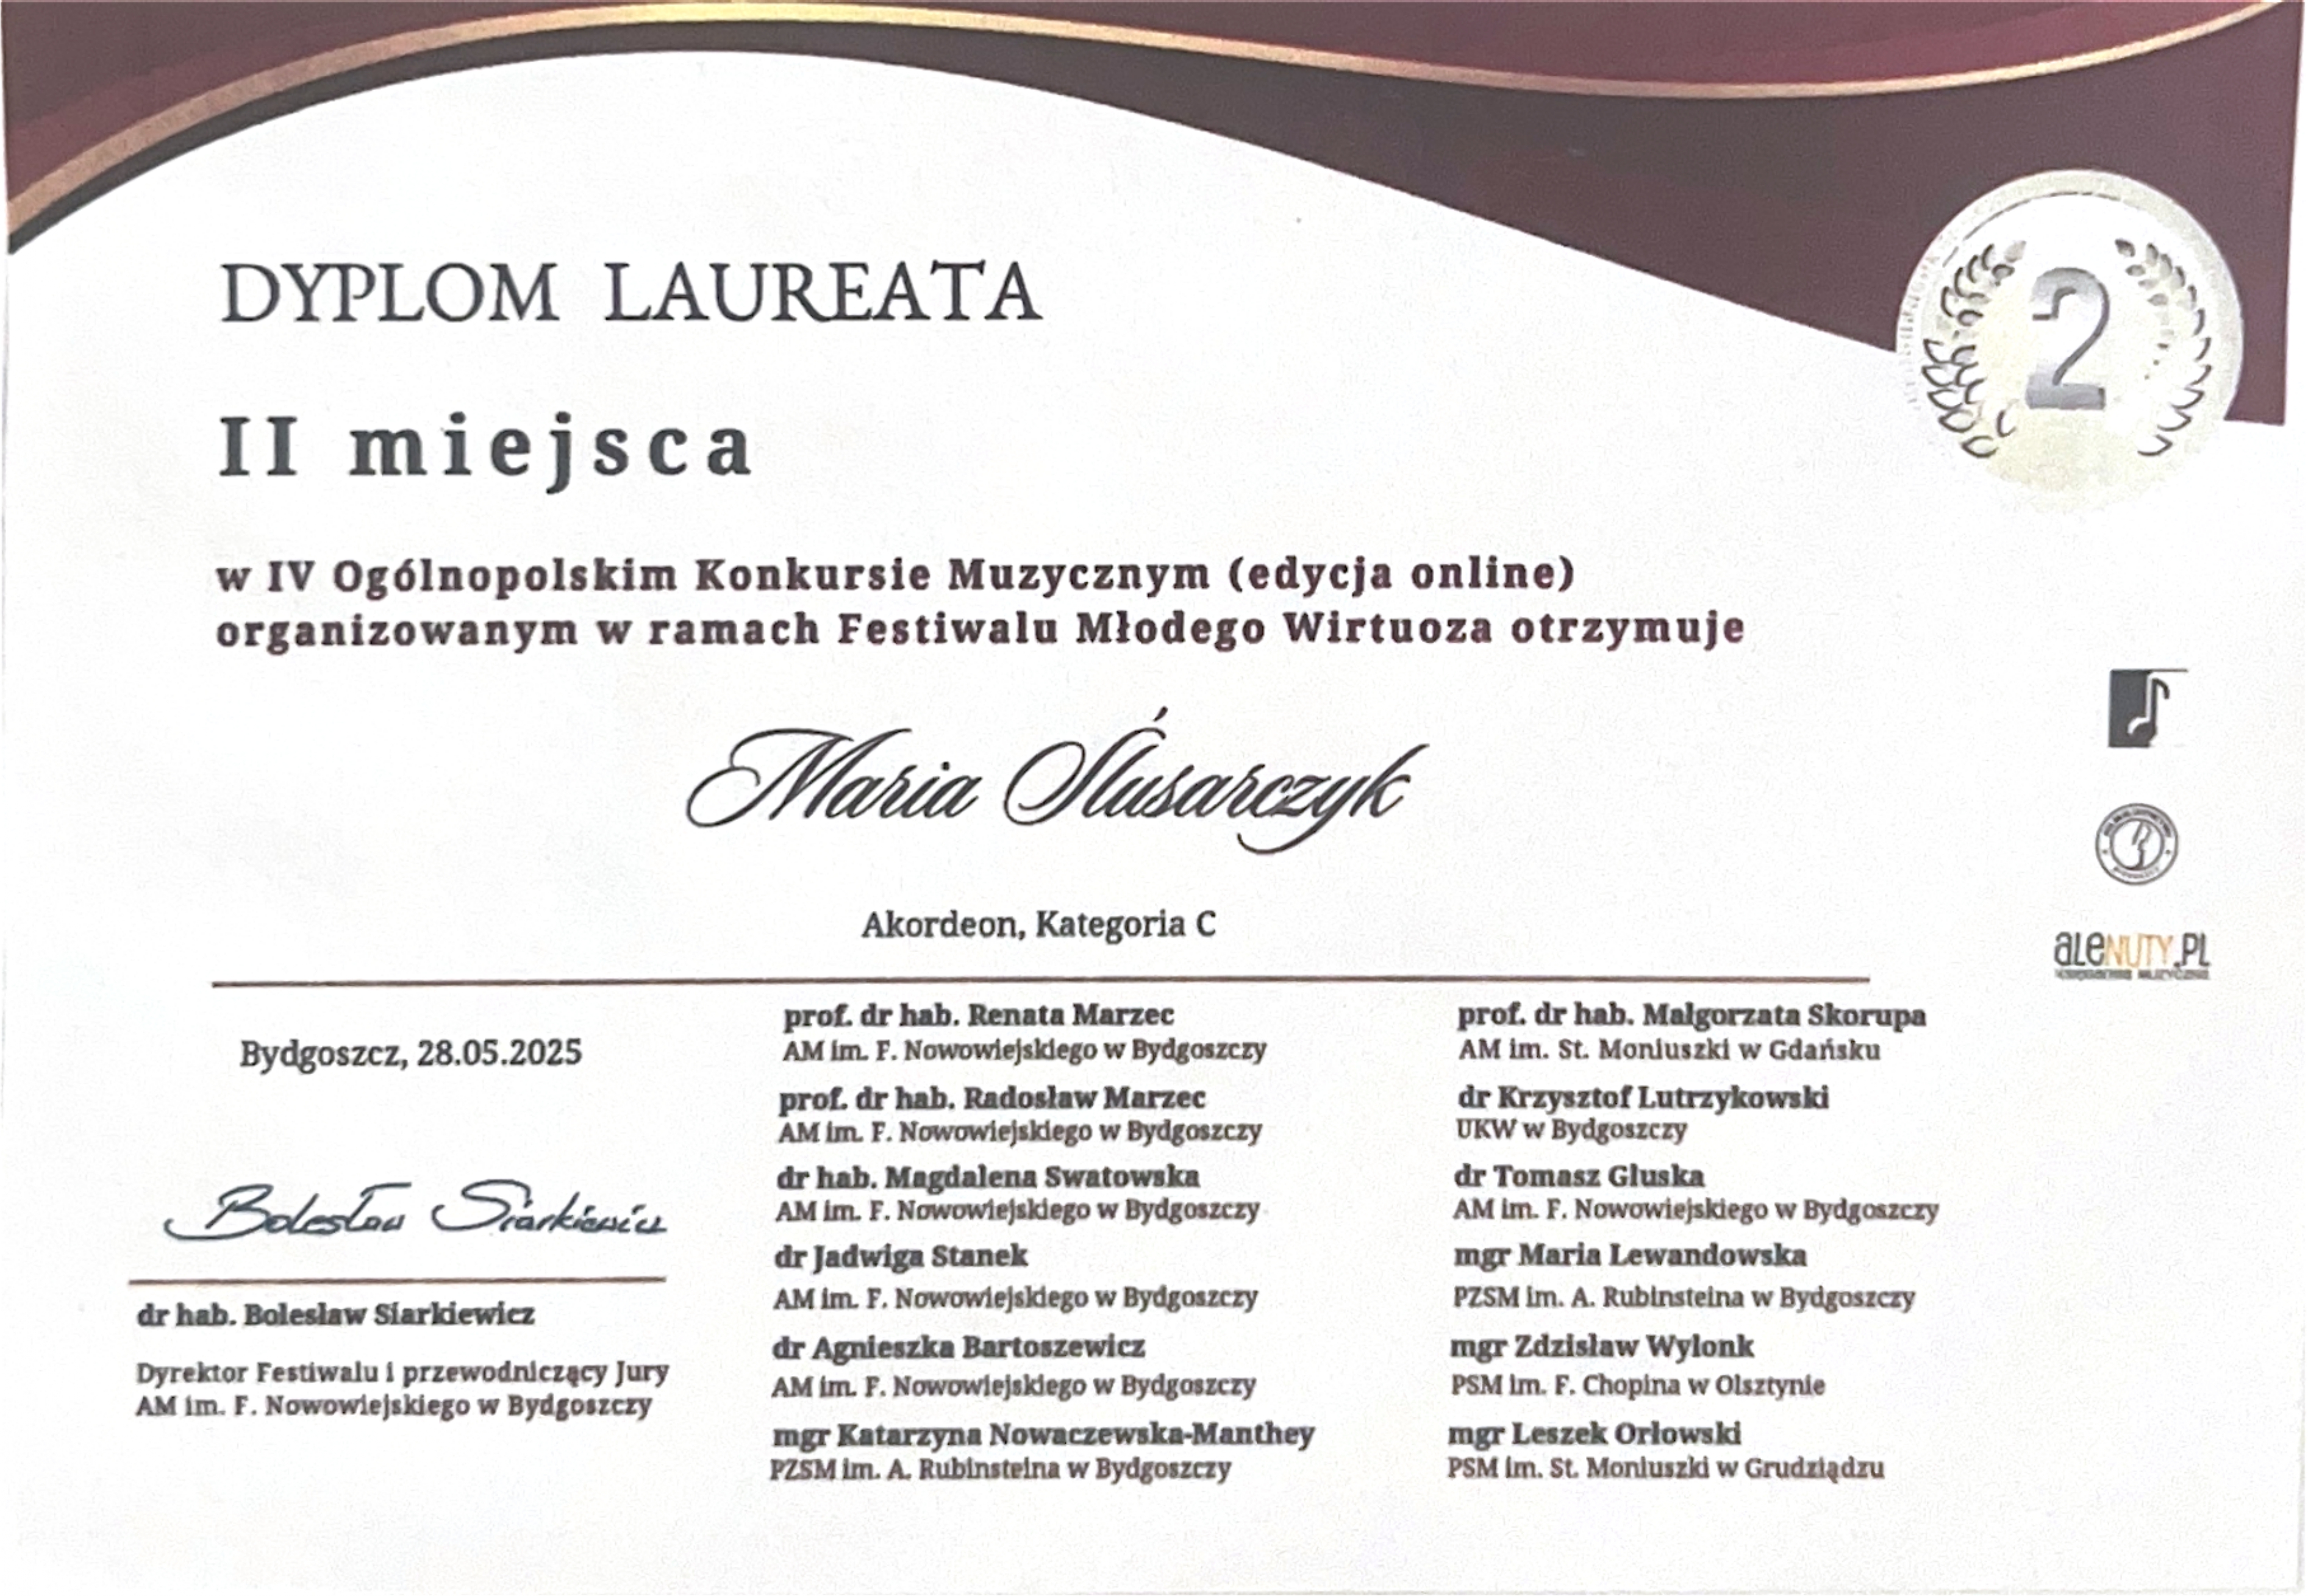 2
DYPLOM LAUREATA
II miejsca
w IV Ogólnopolskim Konkursie Muzycznym (edycja online)
organizowanym w ramach Festiwalu Młodego Wirtuoza otrzymuje
Maria Ślusarczyk
Akordeon, Kategoria C
aleNUTY.PL
Bydgoszcz, 28.05.2025
Bolesław Siarkiewicz
dr hab. Bolesław Siarkiewicz
Dyrektor Festiwalu i przewodniczący Jury
AM im. F. Nowowiejskiego w Bydgoszczy
prof. dr hab. Renata Marzec
AM im. F. Nowowiejskiego w Bydgoszczy
prof. dr hab. Radosław Marzec
AM im. F. Nowowiejskiego w Bydgoszczy
dr hab. Magdalena Swatowska
AM im. F. Nowowiejskiego w Bydgoszczy
dr Jadwiga Stanek
AM im. F. Nowowiejskiego w Bydgoszczy
dr Agnieszka Bartoszewicz
AM im. F. Nowowiejskiego w Bydgoszczy
mgr Katarzyna Nowaczewska-Manthey
PZSM im. A. Rubinsteina w Bydgoszczy
prof. dr hab. Małgorzata Skorupa
AM im. St. Moniuszki w Gdańsku
dr Krzysztof Lutrzykowski
UKW w Bydgoszczy
dr Tomasz Gluska
AM im. F. Nowowiejskiego w Bydgoszczy
mgr Maria Lewandowska
PZSM im. A. Rubinsteina w Bydgoszczy
mgr Zdzisław Wylonk
PSM im. F. Chopina w Olsztynie
mgr Leszek Orłowski
PSM im. St. Moniuszki w Grudziądzu